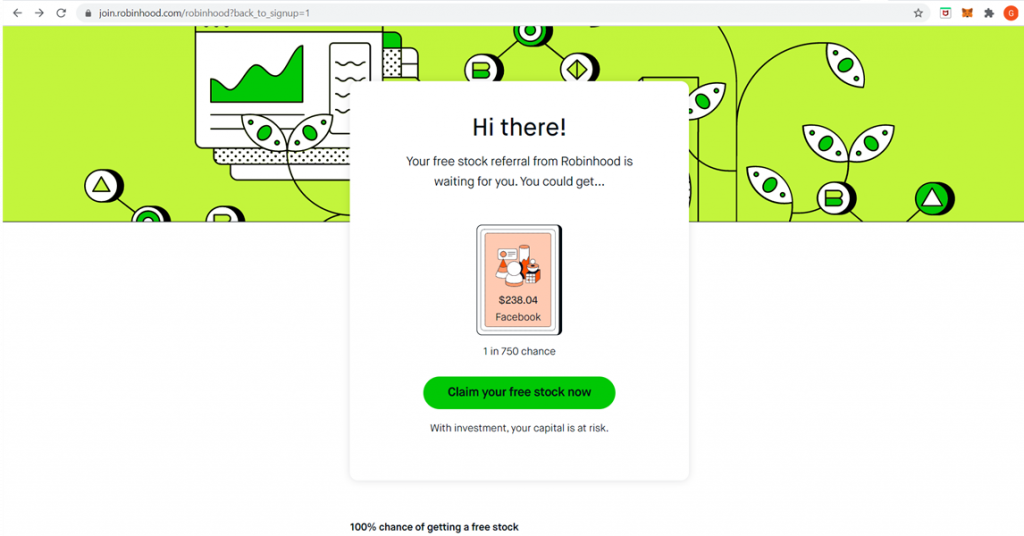 join.robinhood.com/robinhood?back_to_signup=1
G
B
B
B
B
Hi there!
Your free stock referral from Robinhood is
waiting for you. You could get...
$238.04
Facebook
1 in 750 chance
Claim your free stock now
With investment, your capital is at risk.
100% chance of getting a free stock